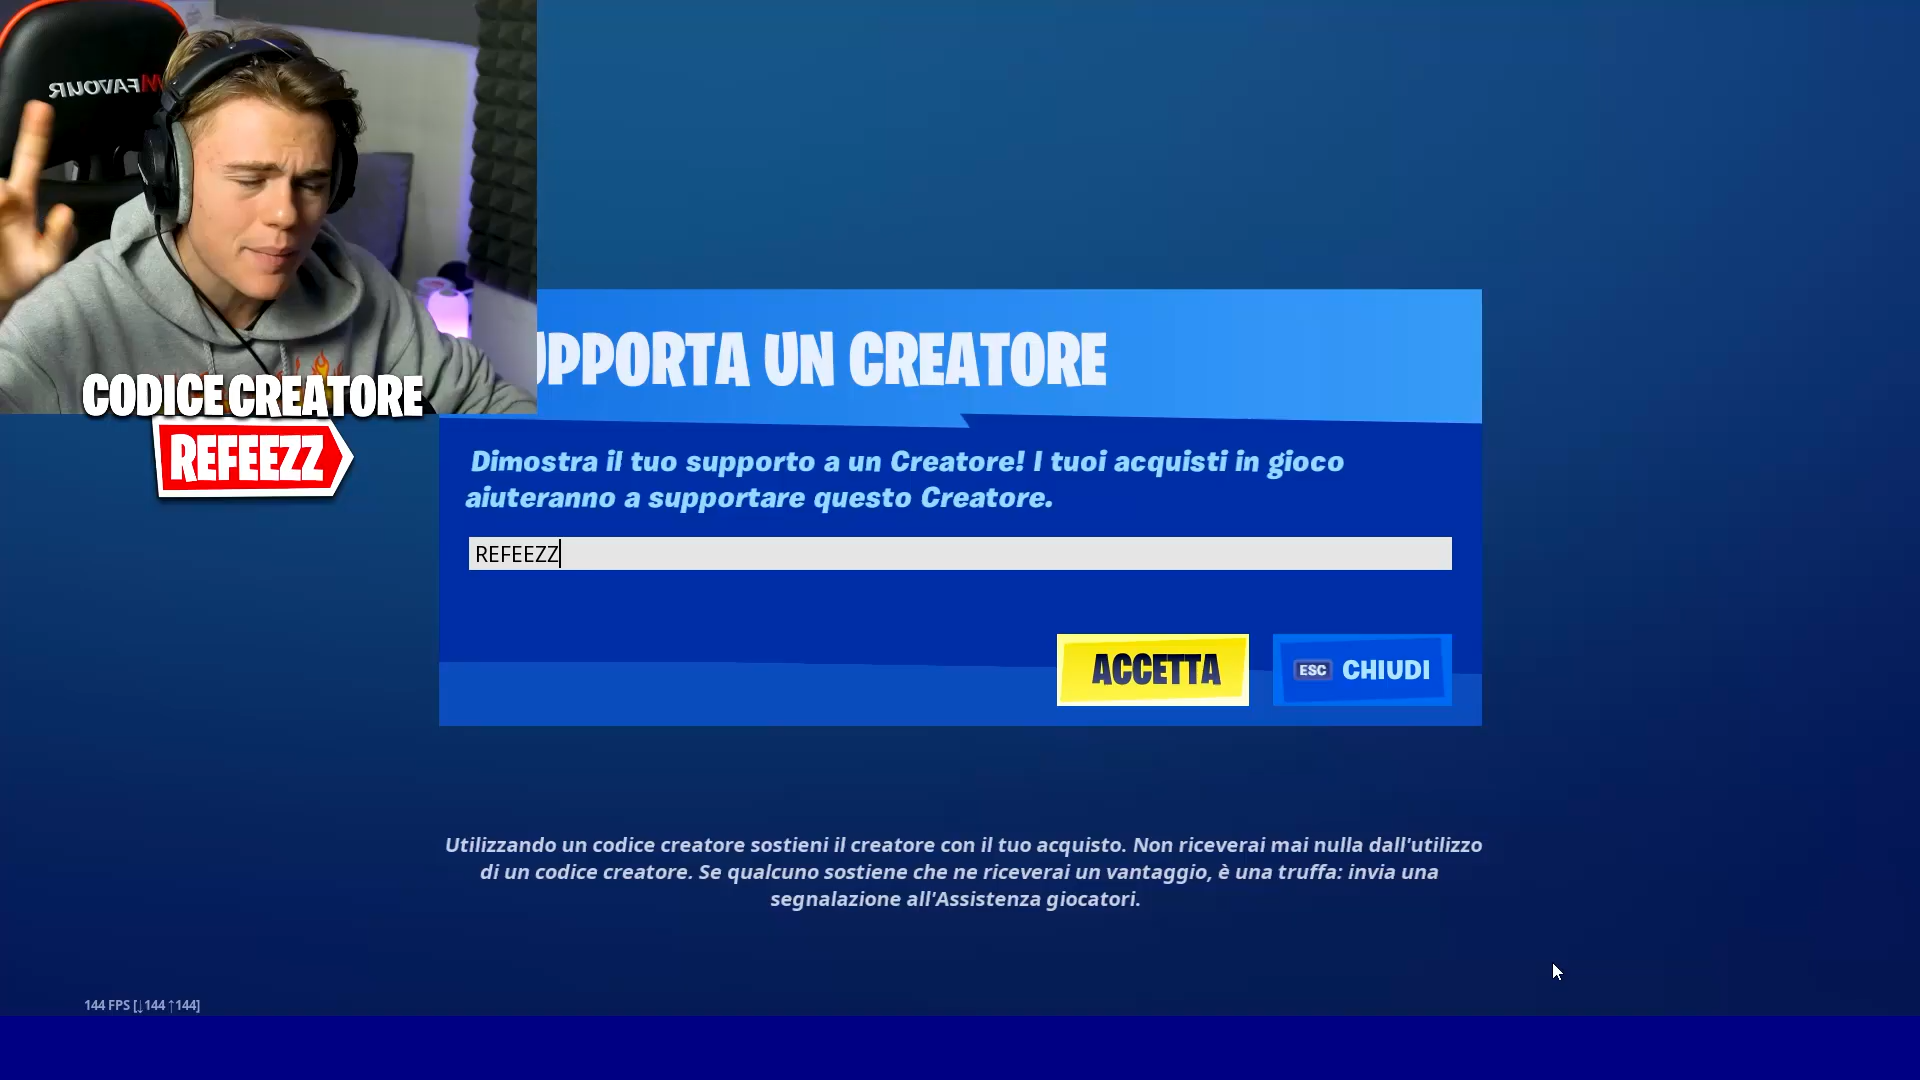 CODICE CREATORE
REFEEZZ
UPPORTA UN CREATORE
Dimostra il tuo supporto a un Creatore! I tuoi acquisti in gioco
aiuteranno a supportare questo Creatore.
REFEEZZ
ACCETTA
ESC CHIUDI
Utilizzando un codice creatore sostieni il creatore con il tuo acquisto. Non riceverai mai nulla dall'utilizzo
di un codice creatore. Se qualcuno sostiene che ne riceverai un vantaggio, è una truffa: invia una
segnalazione all'Assistenza giocatori.
144 FPS [↓144 ↑144]